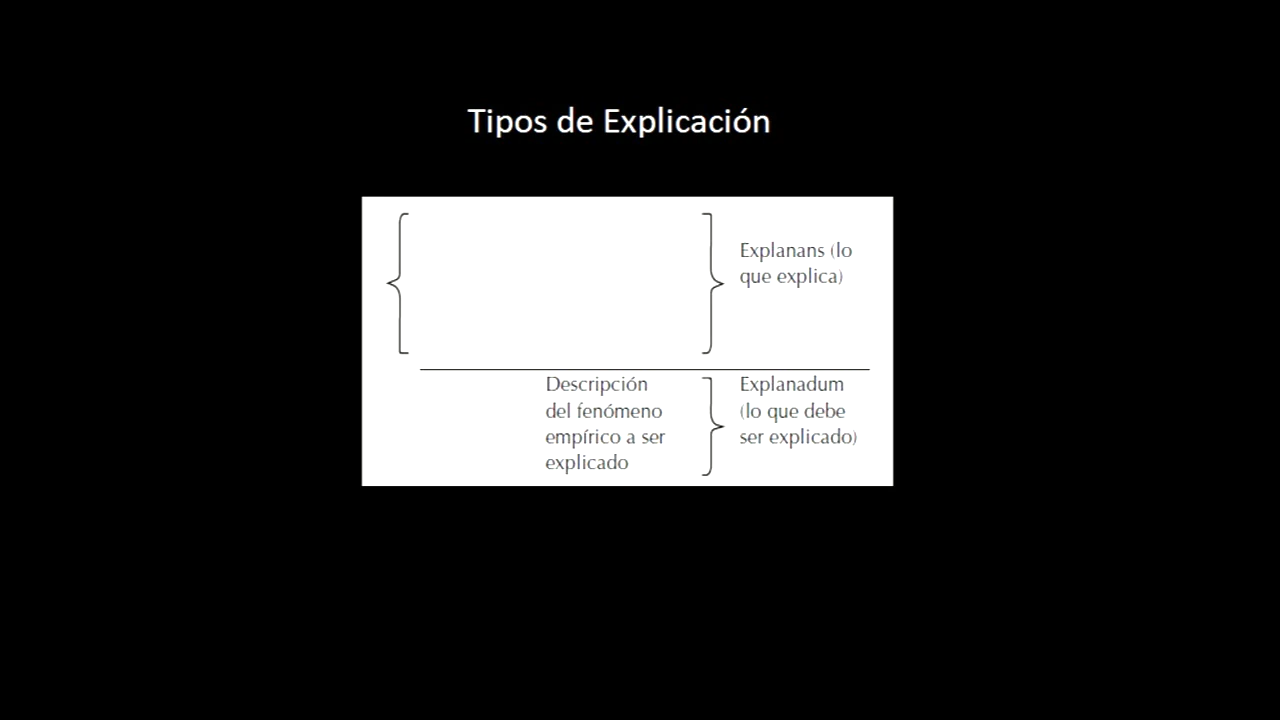 Tipos de Explicación
Explanans (lo
que explica)
Descripción
del fenómeno
empírico a ser
explicado
Explanadum
(lo que debe
ser explicado)